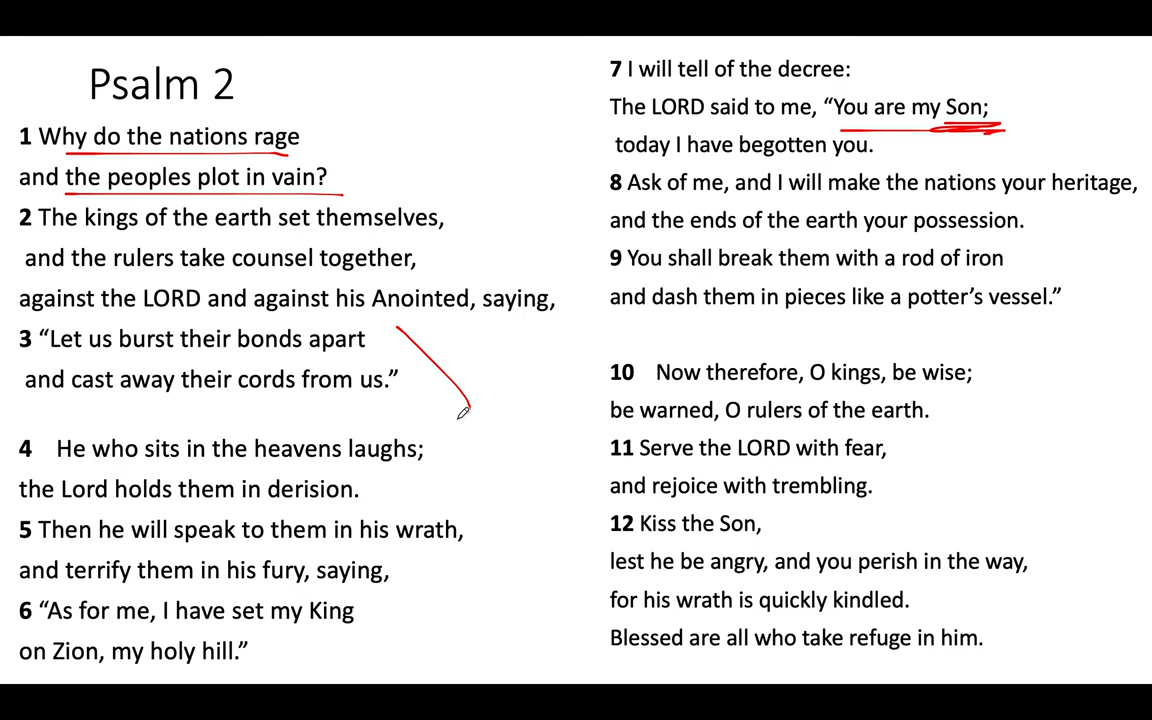 Psalm 2
1 Why do the nations rage
and the peoples plot in vain?
2 The kings of the earth set themselves,
and the rulers take counsel together,
against the LORD and against his Anointed, saying,
3 “Let us burst their bonds apart
and cast away their cords from us.”
4 He who sits in the heavens laughs;
the Lord holds them in derision.
5 Then he will speak to them in his wrath,
and terrify them in his fury, saying,
6 “As for me, I have set my King
on Zion, my holy hill.”
7 I will tell of the decree:
The LORD said to me, “You are my Son;
today I have begotten you.
8 Ask of me, and I will make the nations your heritage,
and the ends of the earth your possession.
9 You shall break them with a rod of iron
and dash them in pieces like a potter’s vessel.”
10 Now therefore, O kings, be wise;
be warned, O rulers of the earth.
11 Serve the LORD with fear,
and rejoice with trembling.
12 Kiss the Son,
lest he be angry, and you perish in the way,
for his wrath is quickly kindled.
Blessed are all who take refuge in him.